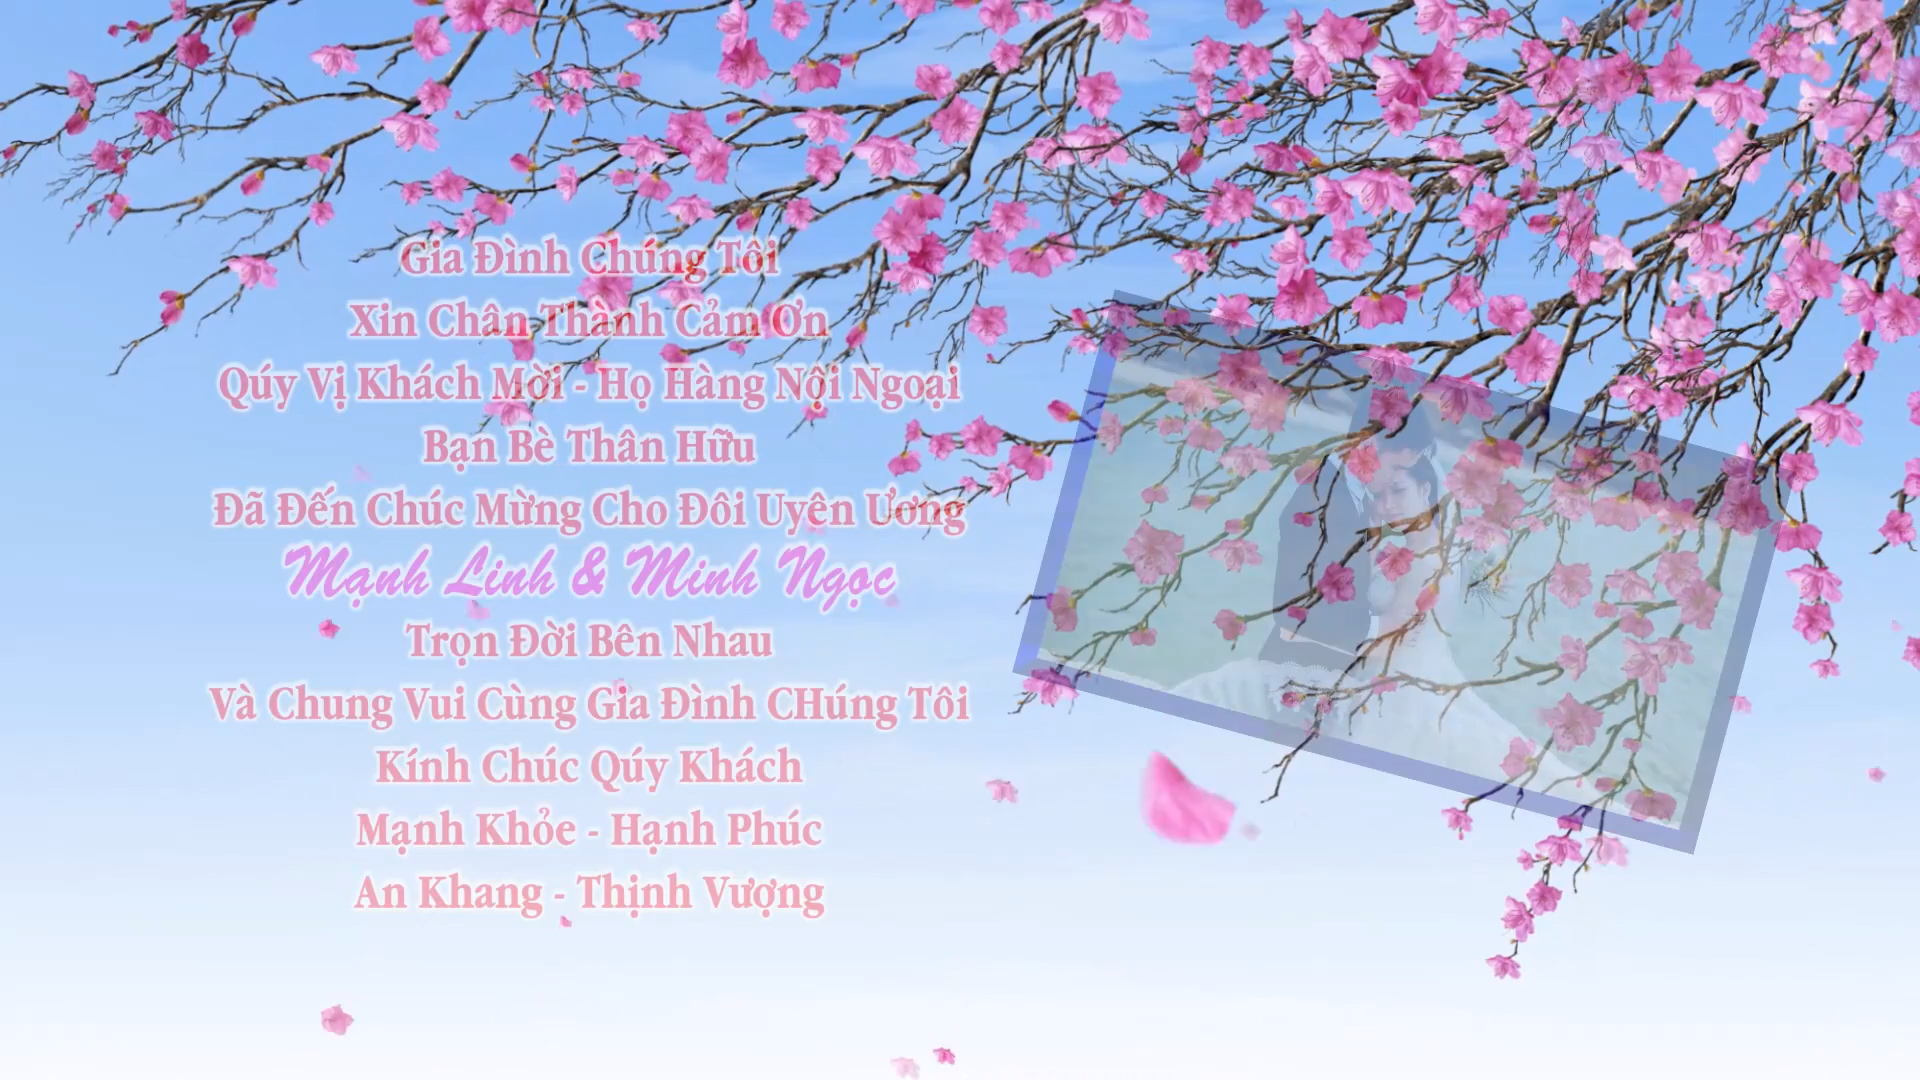 Gia Đình Chúng Tôi
Xin Chân Thành Cảm Ơn
Qúy Vị Khách Mời - Họ Hàng Nội Ngoại
Bạn Bè Thân Hữu
Đã Đến Chúc Mừng Cho Đôi Uyên Ương
Mạnh Linh & Minh Ngọc
Trọn Đời Bên Nhau
Và Chung Vui Cùng Gia Đình CHúng Tôi
Kính Chúc Qúy Khách
Mạnh Khỏe - Hạnh Phúc
An Khang - Thịnh Vượng